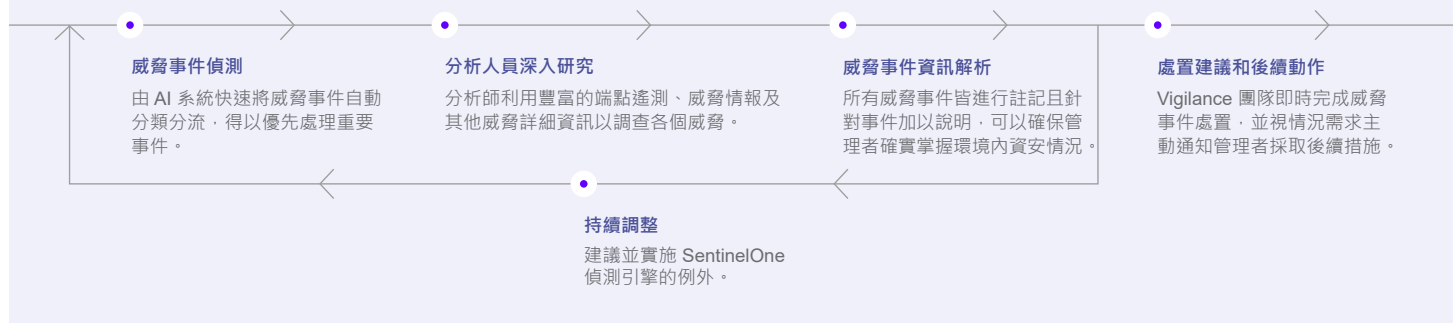 威脅事件偵測
由 AI 系統快速將威脅事件自動
分類分流，得以優先處理重要
事件。
分析人員深入研究
分析師利用豐富的端點遙測、威脅情報及
其他威脅詳細資訊以調查各個威脅。
威脅事件資訊解析
所有威脅事件皆進行註記且針
對事件加以說明，可以確保管
理者確實掌握環境內資安情況。
處置建議和後續動作
Vigilance 團隊即時完成威脅
事件處置，並視情況需求主
動通知管理者採取後續措施。
持續調整
建議並實施 SentinelOne
偵測引擎的例外。